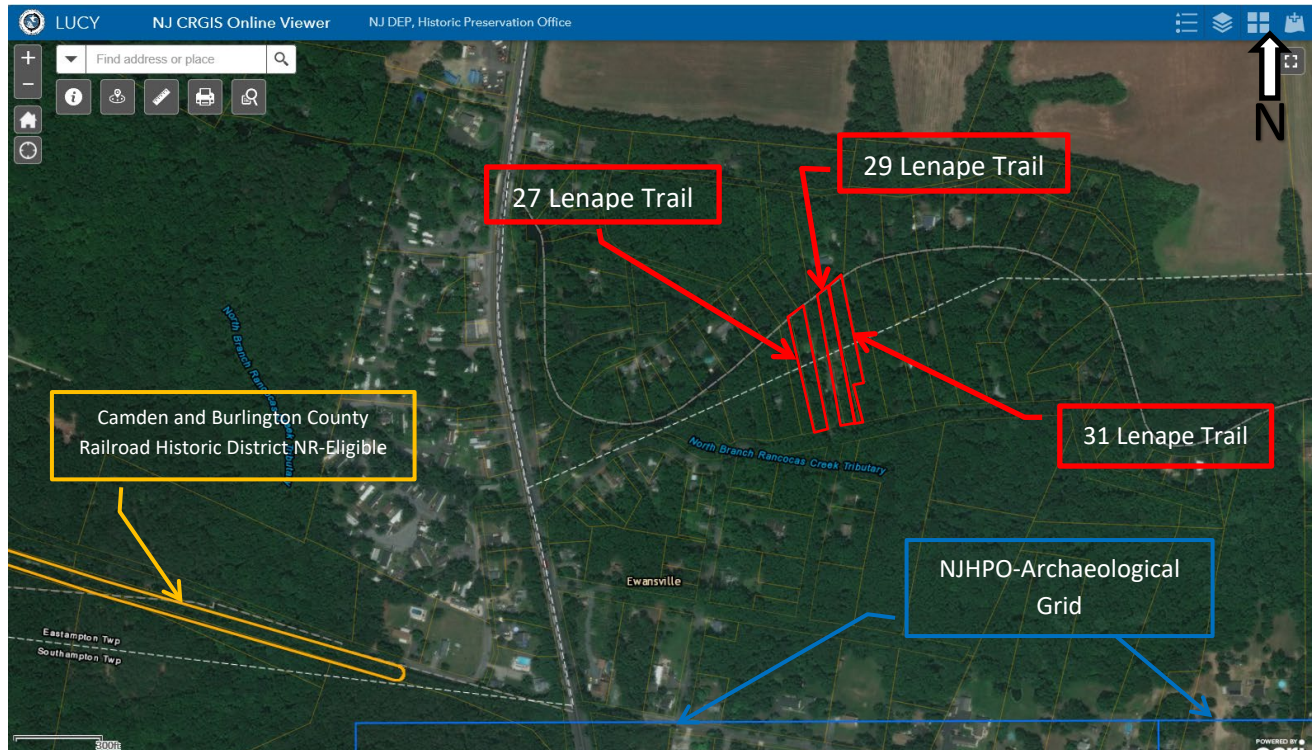 LUCY NJ CRGIS Online Viewer NJ DEP, Historic Preservation Office
Find address or place
N
29 Lenape Trail
27 Lenape Trail
North Branch Rancocas Creek Tributary
Camden and Burlington County
Railroad Historic District NR-Eligible
31 Lenape Trail
North Branch Rancocas Creek Tributary
NJHPO-Archaeological
Grid
Ewansville
Eastampton Twp
Southampton Twp
300ft
POWERED BY
esri